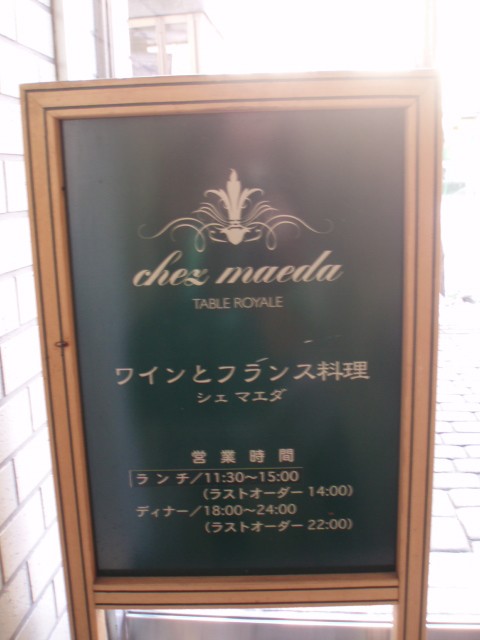 chez maeda
TABLE ROYALE
ワインとフランス料理
シェ マエダ
営業時間
ランチ/11:30〜15:00
(ラストオーダー 14:00)
ディナー/18:00〜24:00
(ラストオーダー 22:00)